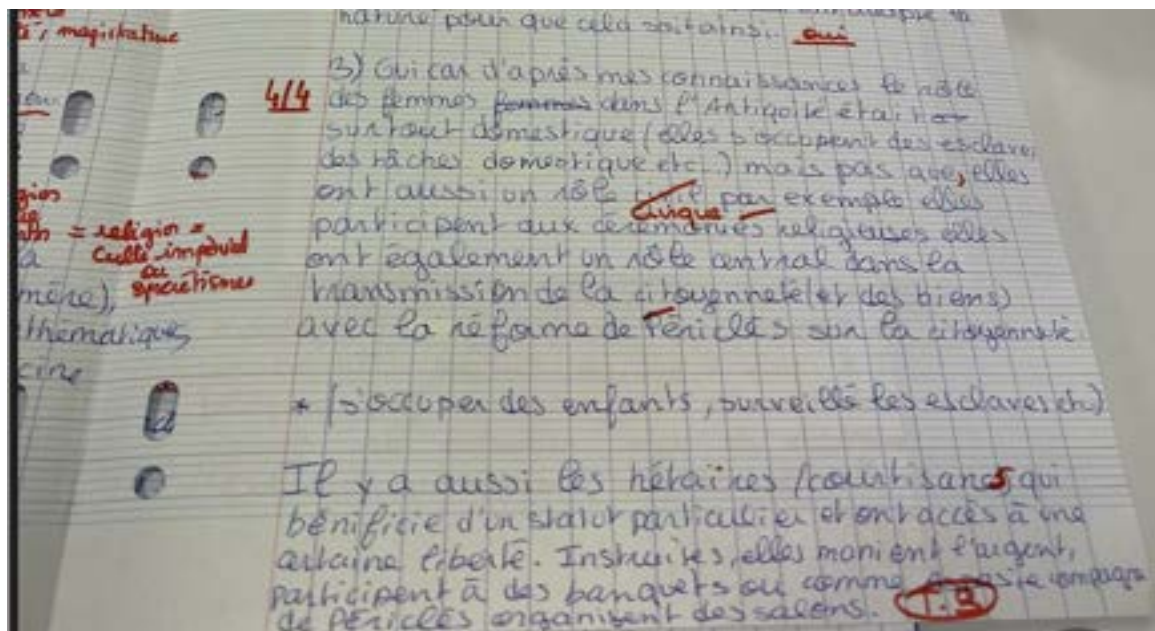 é, magistrature
nature pour que cela soit ainsi. oui
4/4
3) Oui car d'après mes connaissances le rôle
des femmes femmes dans l'Antiquité était
surtout domestique (elles s'occupent des esclaves
des tâches domestique etc.) mais pas que, elles
ont aussi un rôle civique par exemple elles
participent aux cérémonies religieuses elles
ont également un rôle central dans la
transmission de la citoyenneté (et des biens)
avec la réforme de Périclès sur la citoyenneté
= religion =
Culte impérial
ou
mère),
thématiques
cine
* (s'occuper des enfants, surveillé les esclaves etc)
Il y a aussi les hétaïres (courtisanes, qui
bénificie d'un statut particulier et ont accès à une
certaine liberté. Instruites, elles manient l'argent,
participent à des banquets ou comme compagne
de Périclès organisent des salons. T.B